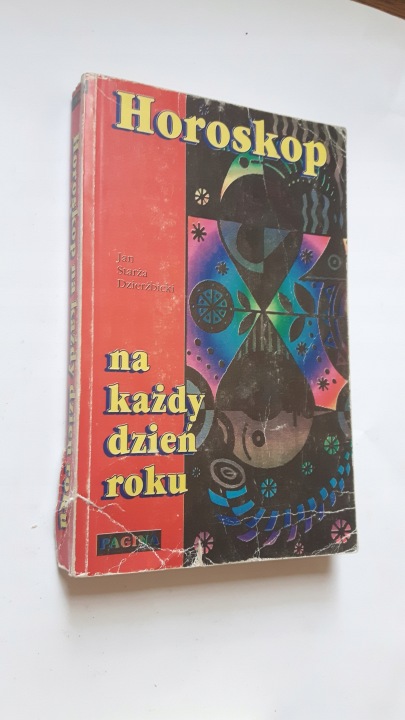 Horoskop
Jan
Starża
Dzierżbicki
na
każdy
dzień
roku
PAGINA
Horoskop na każdy dzień roku